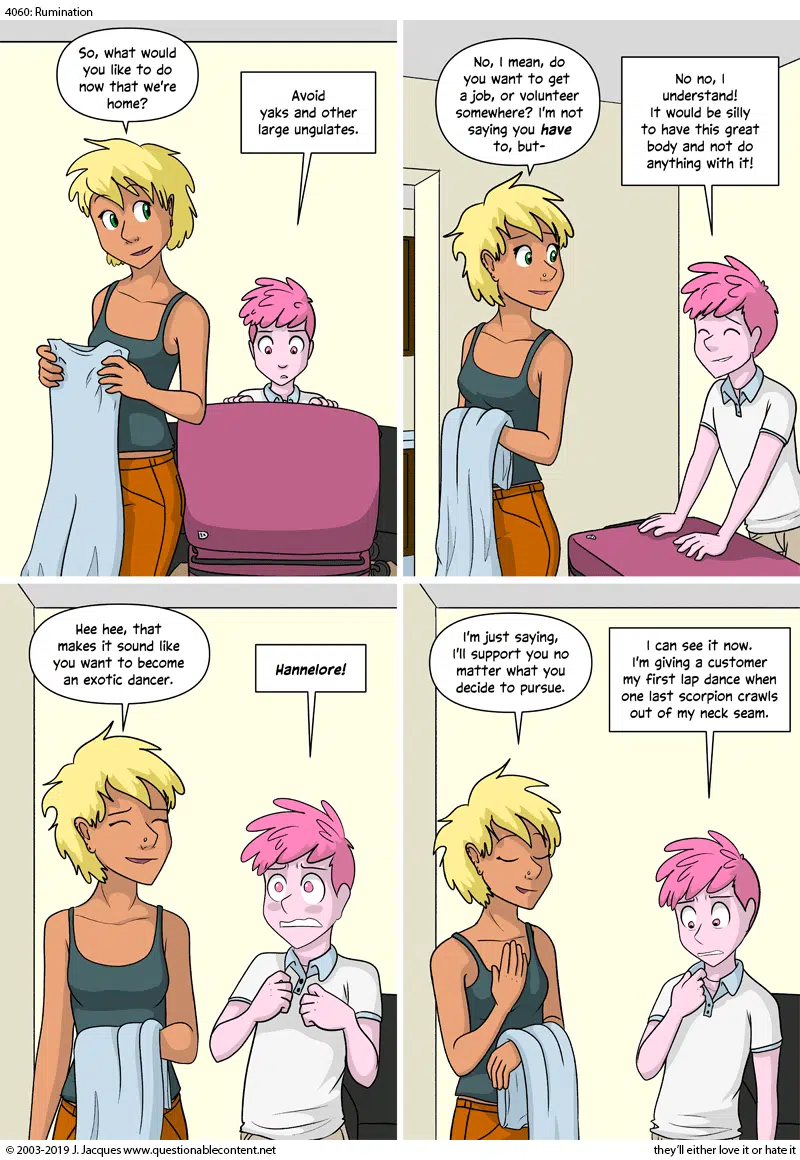 4060: Rumination
So, what would
you like to do
now that we're
home?
Avoid
yaks and other
large ungulates.
No, I mean, do
you want to get
a job, or volunteer
somewhere? I'm not
saying you have
to, but-
No no, I
understand!
It would be silly
to have this great
body and not do
anything with it!
Hee hee, that
makes it sound like
you want to become
an exotic dancer.
Hannelore!
I'm just saying,
I'll support you no
matter what you
decide to pursue.
I can see it now.
I'm giving a customer
my first lap dance when
one last scorpion crawls
out of my neck seam.
© 2003-2019 J. Jacques www.questionablecontent.net
they'll either love it or hate it